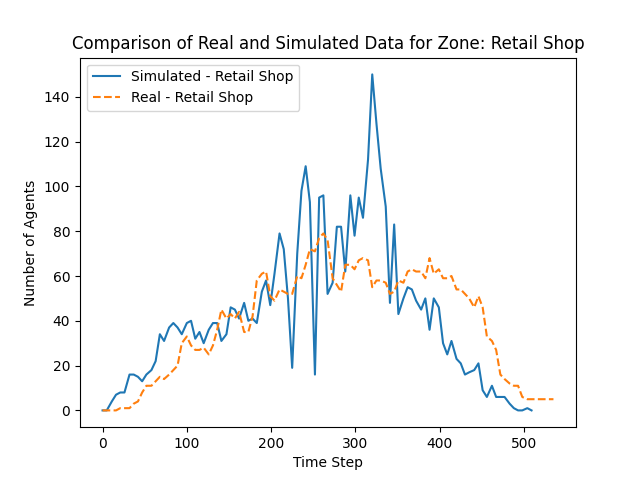 Comparison of Real and Simulated Data for Zone: Retail Shop
Simulated - Retail Shop
Real - Retail Shop
Number of Agents
140
120
100
80
60
40
20
0
0 100 200 300 400 500
Time Step